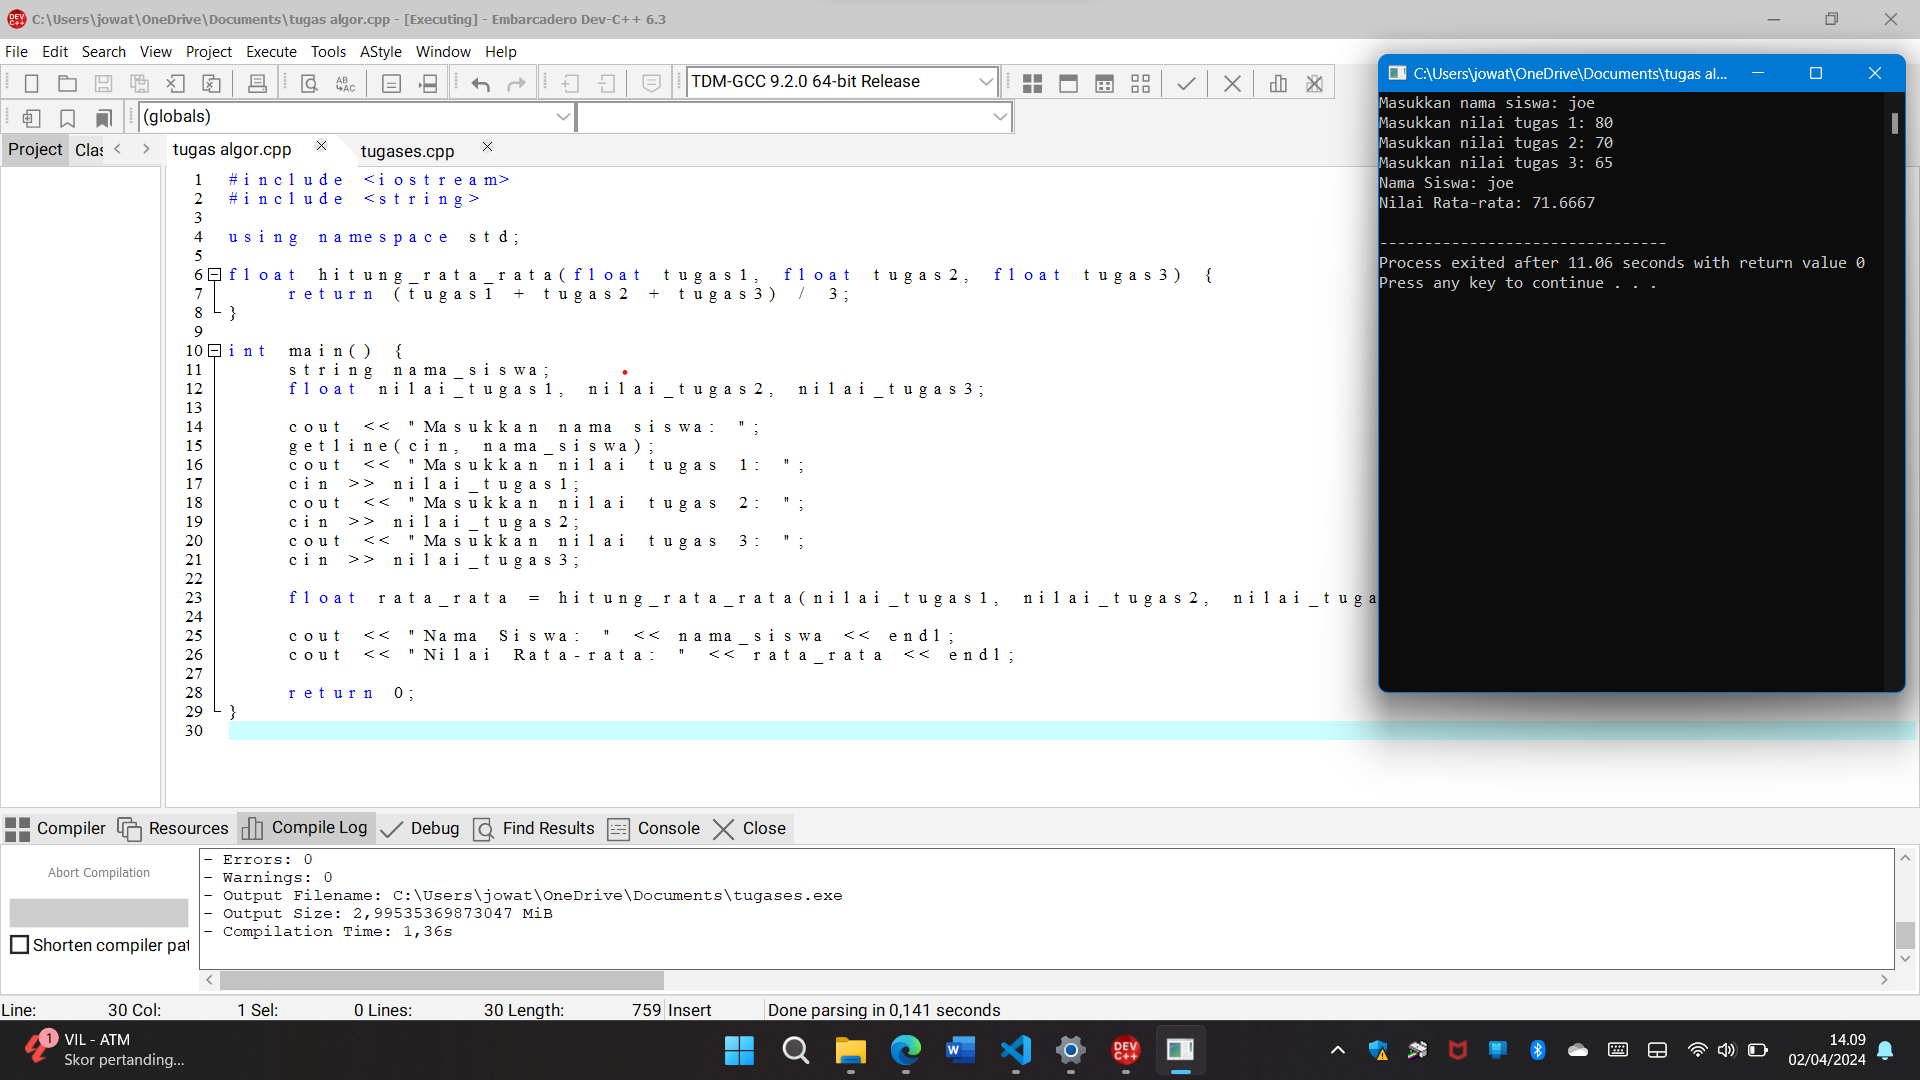 C:\Users\jowat\OneDrive\Documents\tugas algor.cpp - [Executing] - Embarcadero Dev-C++ 6.3
File Edit Search View Project Execute Tools AStyle Window Help
TDM-GCC 9.2.0 64-bit Release
(globals)
Project Clas tugas algor.cpp tugases.cpp
1 #include <iostream>
2 #include <string>
3
4 using namespace std;
5
6 float hitung_rata_rata(float tugas1, float tugas2, float tugas3) {
7 return (tugas1 + tugas2 + tugas3) / 3;
8 }
9
10 int main() {
11 string nama_siswa;
12 float nilai_tugas1, nilai_tugas2, nilai_tugas3;
13
14 cout << "Masukkan nama siswa: ";
15 getline(cin, nama_siswa);
16 cout << "Masukkan nilai tugas 1: ";
17 cin >> nilai_tugas1;
18 cout << "Masukkan nilai tugas 2: ";
19 cin >> nilai_tugas2;
20 cout << "Masukkan nilai tugas 3: ";
21 cin >> nilai_tugas3;
22
23 float rata_rata = hitung_rata_rata(nilai_tugas1, nilai_tugas2, nilai_tuga
24
25 cout << "Nama Siswa: " << nama_siswa << endl;
26 cout << "Nilai Rata-rata: " << rata_rata << endl;
27
28 return 0;
29 }
30
C:\Users\jowat\OneDrive\Documents\tugas al...
Masukkan nama siswa: joe
Masukkan nilai tugas 1: 80
Masukkan nilai tugas 2: 70
Masukkan nilai tugas 3: 65
Nama Siswa: joe
Nilai Rata-rata: 71.6667
--------------------------------
Process exited after 11.06 seconds with return value 0
Press any key to continue . . .
Compiler Resources Compile Log Debug Find Results Console Close
Abort Compilation
Shorten compiler pat
- Errors: 0
- Warnings: 0
- Output Filename: C:\Users\jowat\OneDrive\Documents\tugases.exe
- Output Size: 2,99535369873047 MiB
- Compilation Time: 1,36s
Line: 30 Col: 1 Sel: 0 Lines: 30 Length: 759 Insert Done parsing in 0,141 seconds
1 VIL - ATM
Skor pertanding...
DEV C++
14.09
02/04/2024